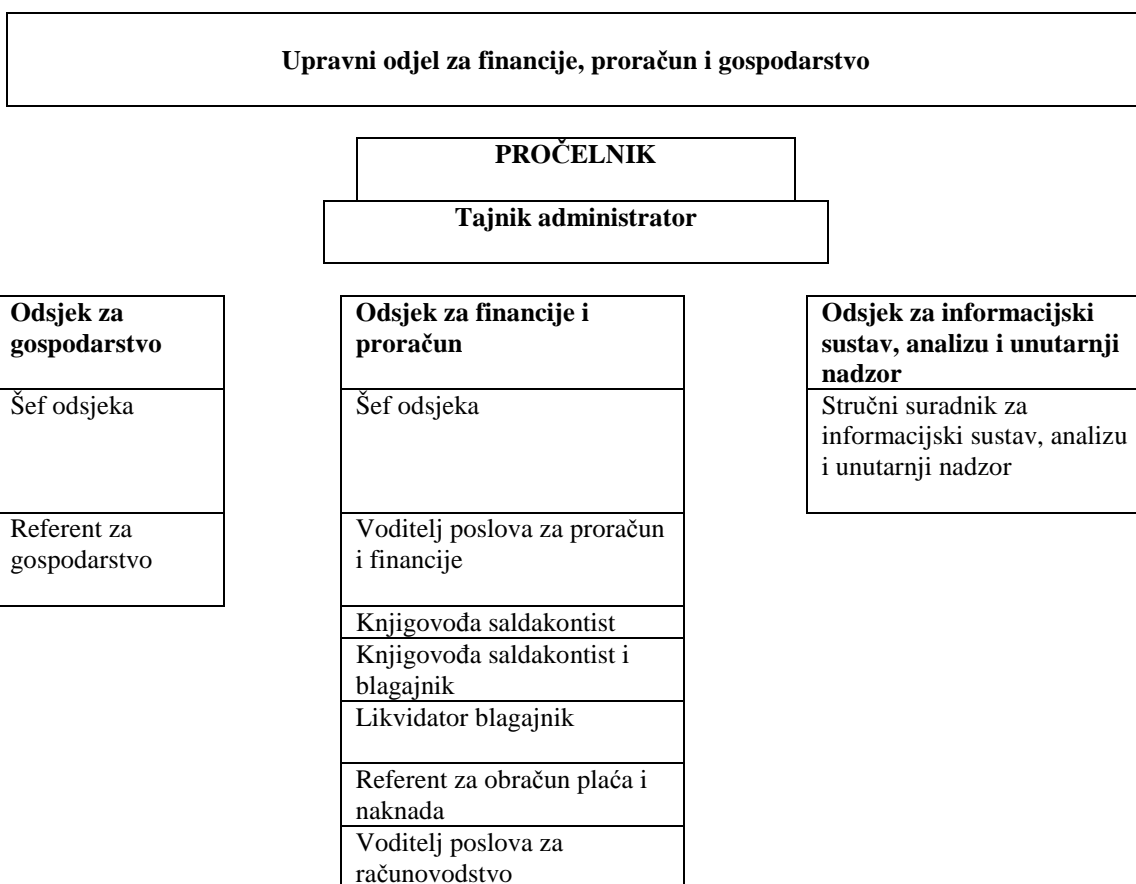 Upravni odjel za financije, proračun i gospodarstvo
PROČELNIK
Tajnik administrator
Odsjek za
gospodarstvo
Šef odsjeka
Referent za
gospodarstvo
Odsjek za financije i
proračun
Šef odsjeka
Voditelj poslova za proračun
i financije
Knjigovođa saldakontist
Knjigovođa saldakontist i
blagajnik
Likvidator blagajnik
Referent za obračun plaća i
naknada
Voditelj poslova za
računovodstvo
Odsjek za informacijski
sustav, analizu i unutarnji
nadzor
Stručni suradnik za
informacijski sustav, analizu
i unutarnji nadzor